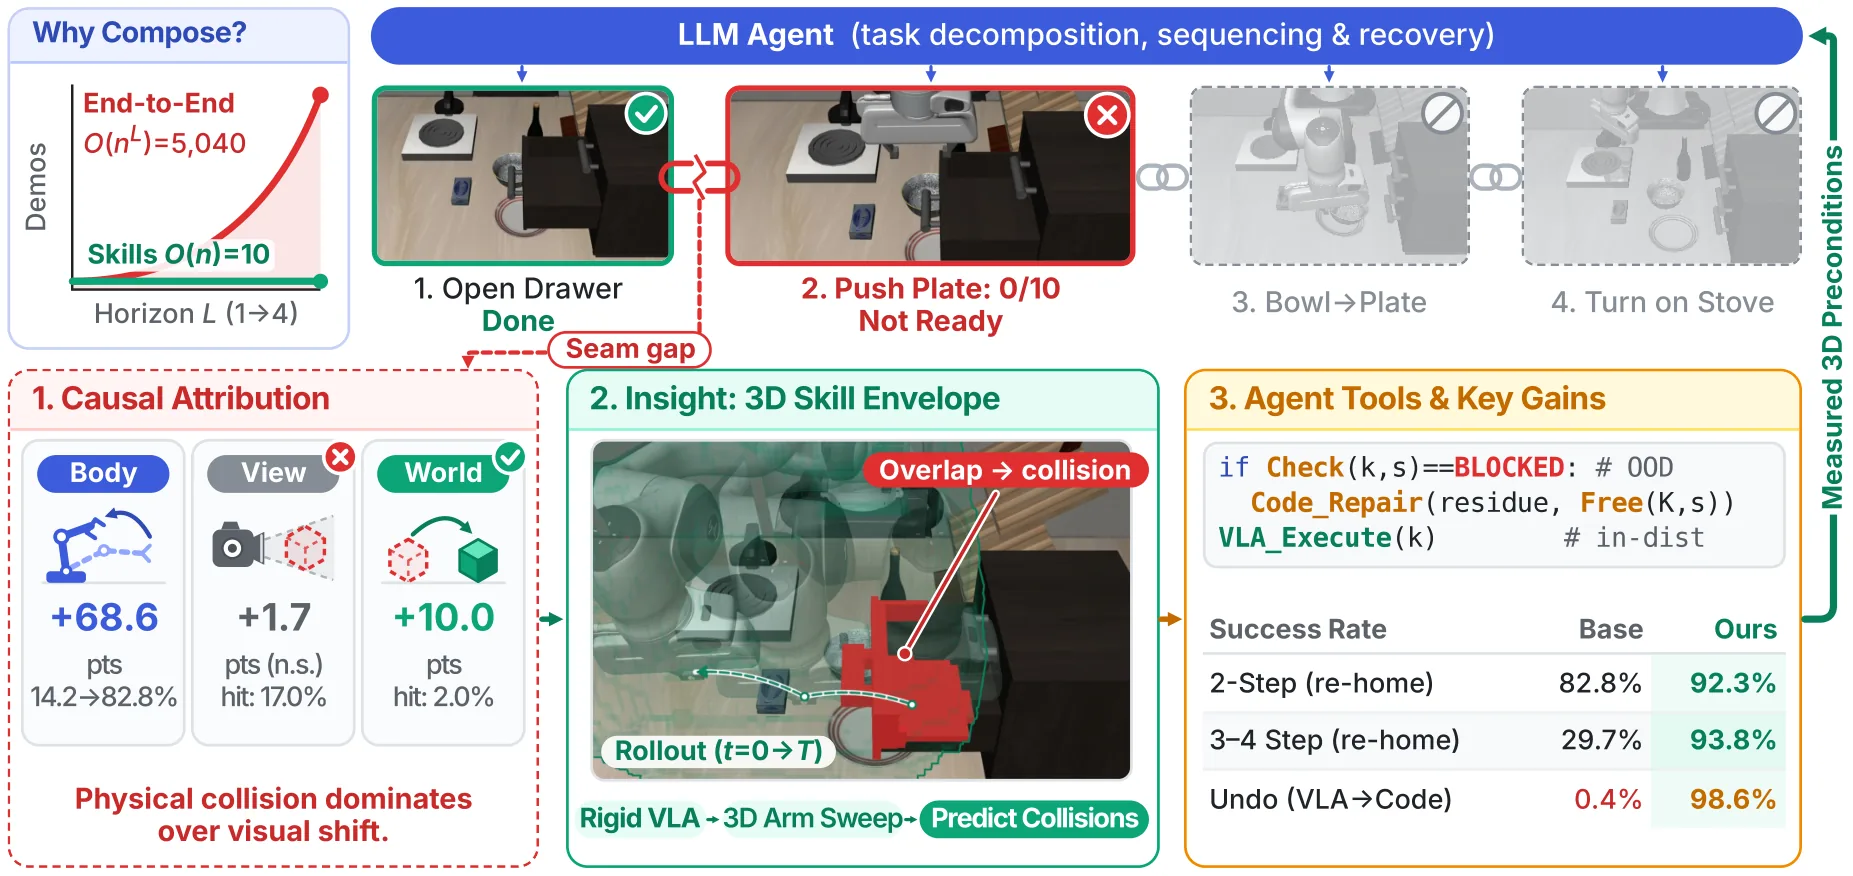 Why Compose?
End-to-End
O(n^L)=5,040
Skills O(n)=10
Demos
Horizon L (1→4)
LLM Agent (task decomposition, sequencing & recovery)
1. Open Drawer
Done
2. Push Plate: 0/10
Not Ready
3. Bowl→Plate
4. Turn on Stove
Seam gap
Measured 3D Preconditions
1. Causal Attribution
Body
+68.6
pts
14.2→82.8%
View
+1.7
pts (n.s.)
hit: 17.0%
World
+10.0
pts
hit: 2.0%
Physical collision dominates
over visual shift.
2. Insight: 3D Skill Envelope
Overlap → collision
Rollout (t=0→T)
Rigid VLA → 3D Arm Sweep → Predict Collisions
3. Agent Tools & Key Gains
if Check(k,s)==BLOCKED: # OOD
Code_Repair(residue, Free(K,s))
VLA_Execute(k) # in-dist
Success Rate Base Ours
2-Step (re-home) 82.8% 92.3%
3–4 Step (re-home) 29.7% 93.8%
Undo (VLA→Code) 0.4% 98.6%